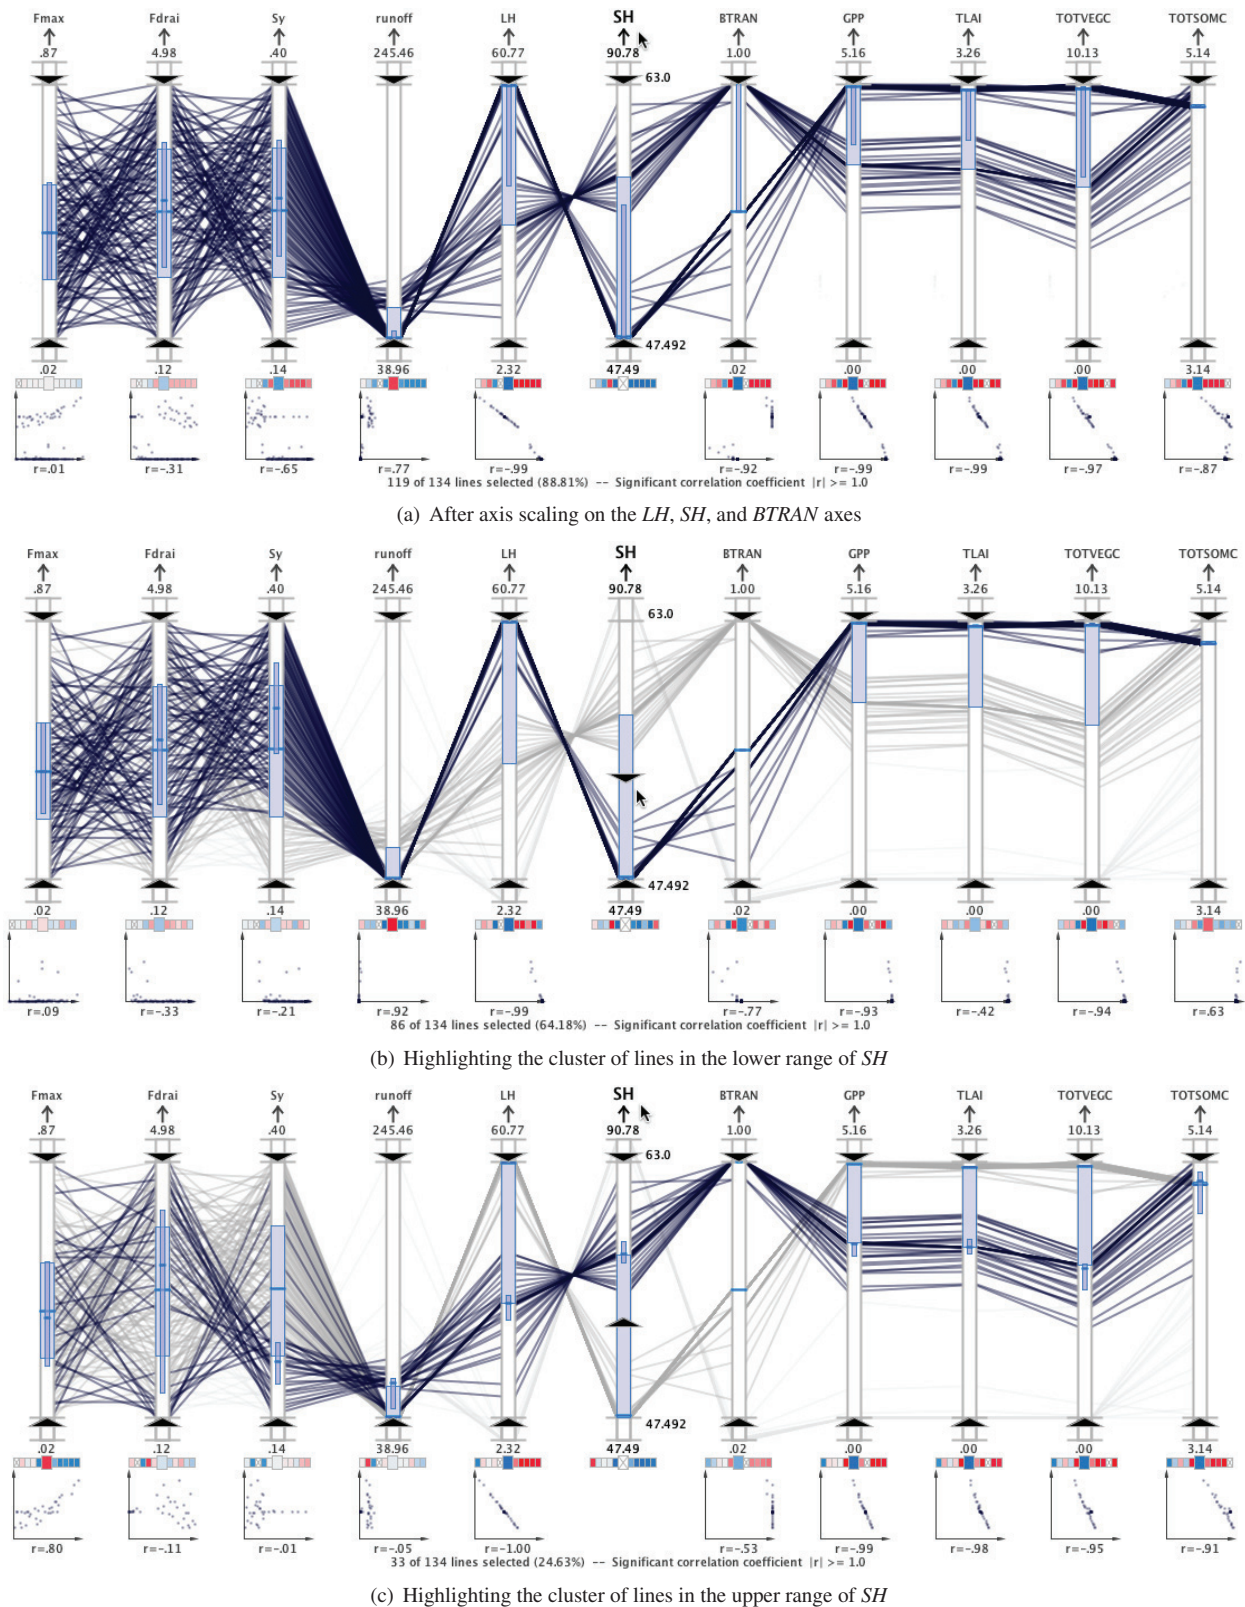 Fmax Fdrai Sy runoff LH SH BTRAN GPP TLAI TOTVEGC TOTSOMC
.87 4.98 .40 245.46 60.77 90.78 1.00 5.16 3.26 10.13 5.14
63.0
47.492
.02 .12 .14 38.96 2.32 47.49 .02 .00 .00 .00 3.14
r=.01 r=-.31 r=-.65 r=.77 r=-.99 r=-.92 r=-.99 r=-.99 r=-.97 r=-.87
119 of 134 lines selected (88.81%) -- Significant correlation coefficient |r| >= 1.0
(a) After axis scaling on the LH, SH, and BTRAN axes
Fmax Fdrai Sy runoff LH SH BTRAN GPP TLAI TOTVEGC TOTSOMC
.87 4.98 .40 245.46 60.77 90.78 1.00 5.16 3.26 10.13 5.14
63.0
47.492
.02 .12 .14 38.96 2.32 47.49 .02 .00 .00 .00 3.14
r=.09 r=-.33 r=-.21 r=.92 r=-.99 r=-.77 r=-.93 r=-.42 r=-.94 r=.63
86 of 134 lines selected (64.18%) -- Significant correlation coefficient |r| >= 1.0
(b) Highlighting the cluster of lines in the lower range of SH
Fmax Fdrai Sy runoff LH SH BTRAN GPP TLAI TOTVEGC TOTSOMC
.87 4.98 .40 245.46 60.77 90.78 1.00 5.16 3.26 10.13 5.14
63.0
47.492
.02 .12 .14 38.96 2.32 47.49 .02 .00 .00 .00 3.14
r=.80 r=-.11 r=-.01 r=-.05 r=-1.00 r=-.53 r=-.99 r=-.98 r=-.95 r=-.91
33 of 134 lines selected (24.63%) -- Significant correlation coefficient |r| >= 1.0
(c) Highlighting the cluster of lines in the upper range of SH